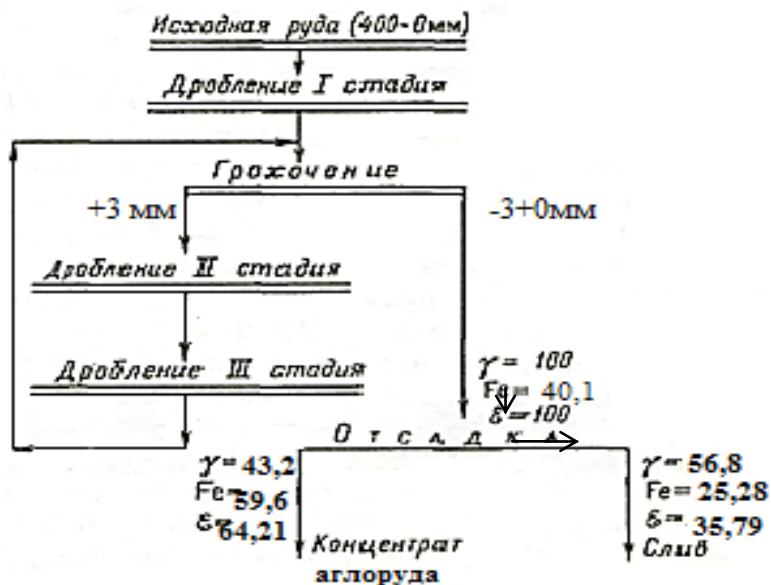 Исходная руда (400-0мм)
Дробление I стадия
Грохочение
+3 мм
-3+0мм
Дробление II стадия
Дробление III стадия
γ = 100
Fe = 40,1
ε = 100
Отсадка
γ = 43,2
Fe = 59,6
ε = 64,21
Концентрат
аглоруда
γ = 56,8
Fe = 25,28
ε = 35,79
Слив